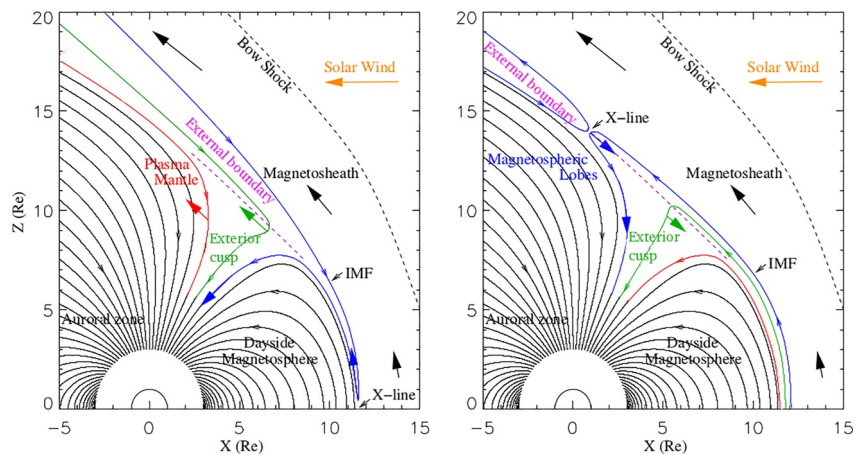 20
15
10
5
0
Z (Re)
-5
0
5
10
15
X (Re)
Bow Shock
Solar Wind
External boundary
Plasma
Mantle
Magnetosheath
Exterior
cusp
IMF
Auroral zone
Dayside
Magnetosphere
X-line
20
15
10
5
0
-5
0
5
10
15
X (Re)
External boundary
Bow Shock
Solar Wind
X-line
Magnetospheric
Lobes
Magnetosheath
Exterior
cusp
IMF
Auroral zone
Dayside
Magnetosphere